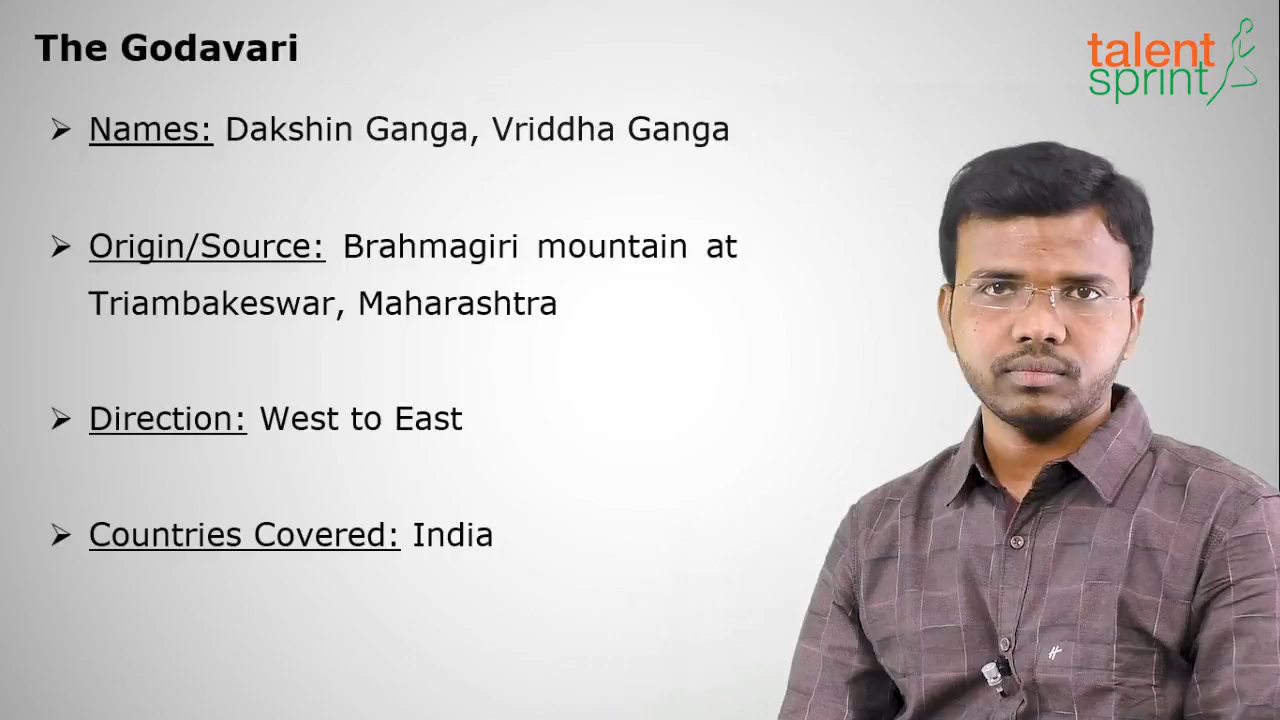 The Godavari
talent
sprint
➢ Names: Dakshin Ganga, Vriddha Ganga
➢ Origin/Source: Brahmagiri mountain at
Triambakeswar, Maharashtra
➢ Direction: West to East
➢ Countries Covered: India